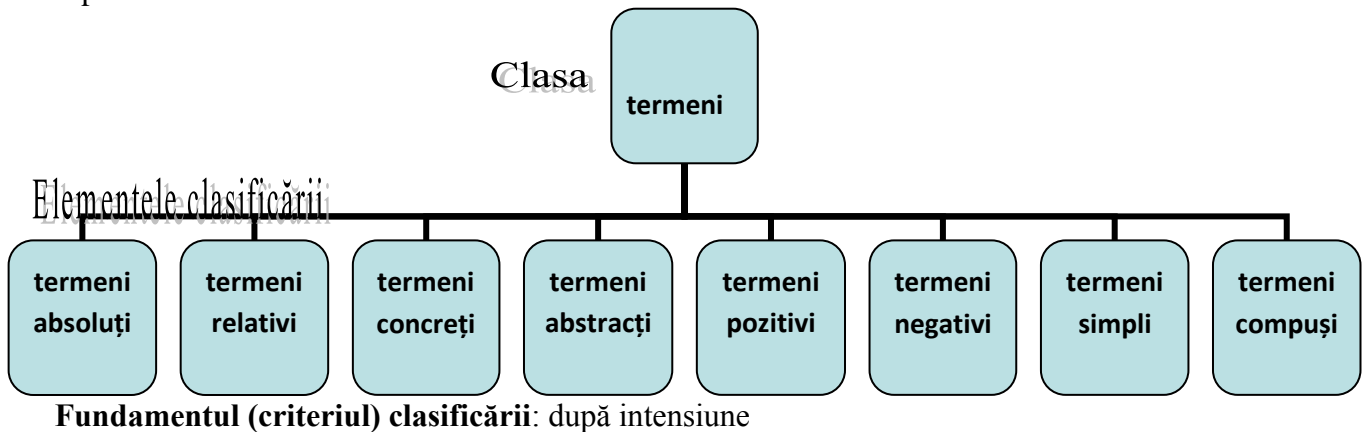 Clasa
termeni
Elementele clasificării
termeni
absoluți
termeni
relativi
termeni
concreți
termeni
abstracți
termeni
pozitivi
termeni
negativi
termeni
simpli
termeni
compuși
Fundamentul (criteriul) clasificării: după intensiune